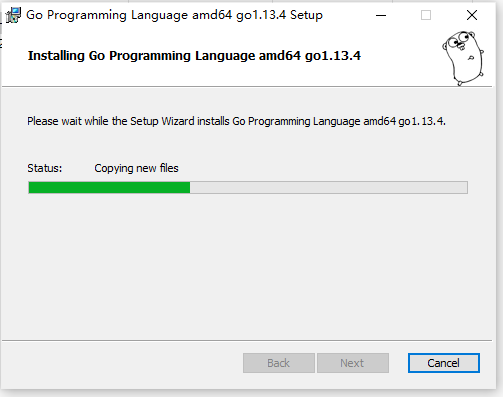 Go Programming Language amd64 go1.13.4 Setup
Installing Go Programming Language amd64 go1.13.4
Please wait while the Setup Wizard installs Go Programming Language amd64 go1.13.4.
Status: Copying new files
Back Next Cancel